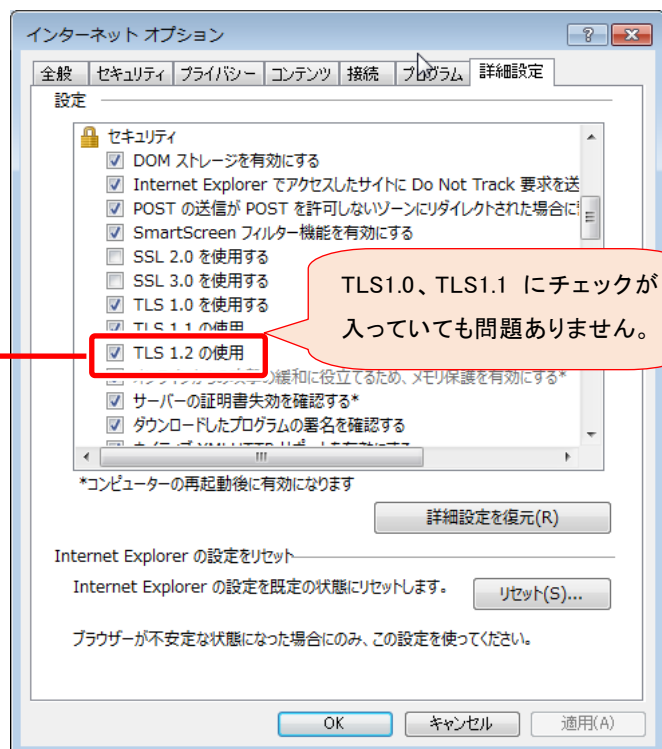 インターネット オプション
全般 セキュリティ プライバシー コンテンツ 接続 プログラム 詳細設定
設定
セキュリティ
DOM ストレージを有効にする
Internet Explorer でアクセスしたサイトに Do Not Track 要求を送
POST の送信が POST を許可しないゾーンにリダイレクトされた場合に
SmartScreen フィルター機能を有効にする
SSL 2.0 を使用する
SSL 3.0 を使用する
TLS 1.0 を使用する
TLS 1.1 の使用
TLS 1.2 の使用
TLS1.0、TLS1.1 にチェックが
入っていても問題ありません。
の緩和に役立てるため、メモリ保護を有効にする*
サーバーの証明書失効を確認する*
ダウンロードしたプログラムの署名を確認する
*コンピューターの再起動後に有効になります
詳細設定を復元(R)
Internet Explorer の設定をリセット
Internet Explorer の設定を既定の状態にリセットします。
リセット(S)...
ブラウザーが不安定な状態になった場合にのみ、この設定を使ってください。
OK キャンセル 適用(A)